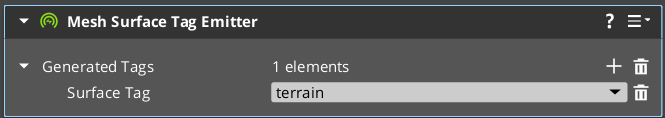 Mesh Surface Tag Emitter ?
Generated Tags 1 elements
Surface Tag terrain